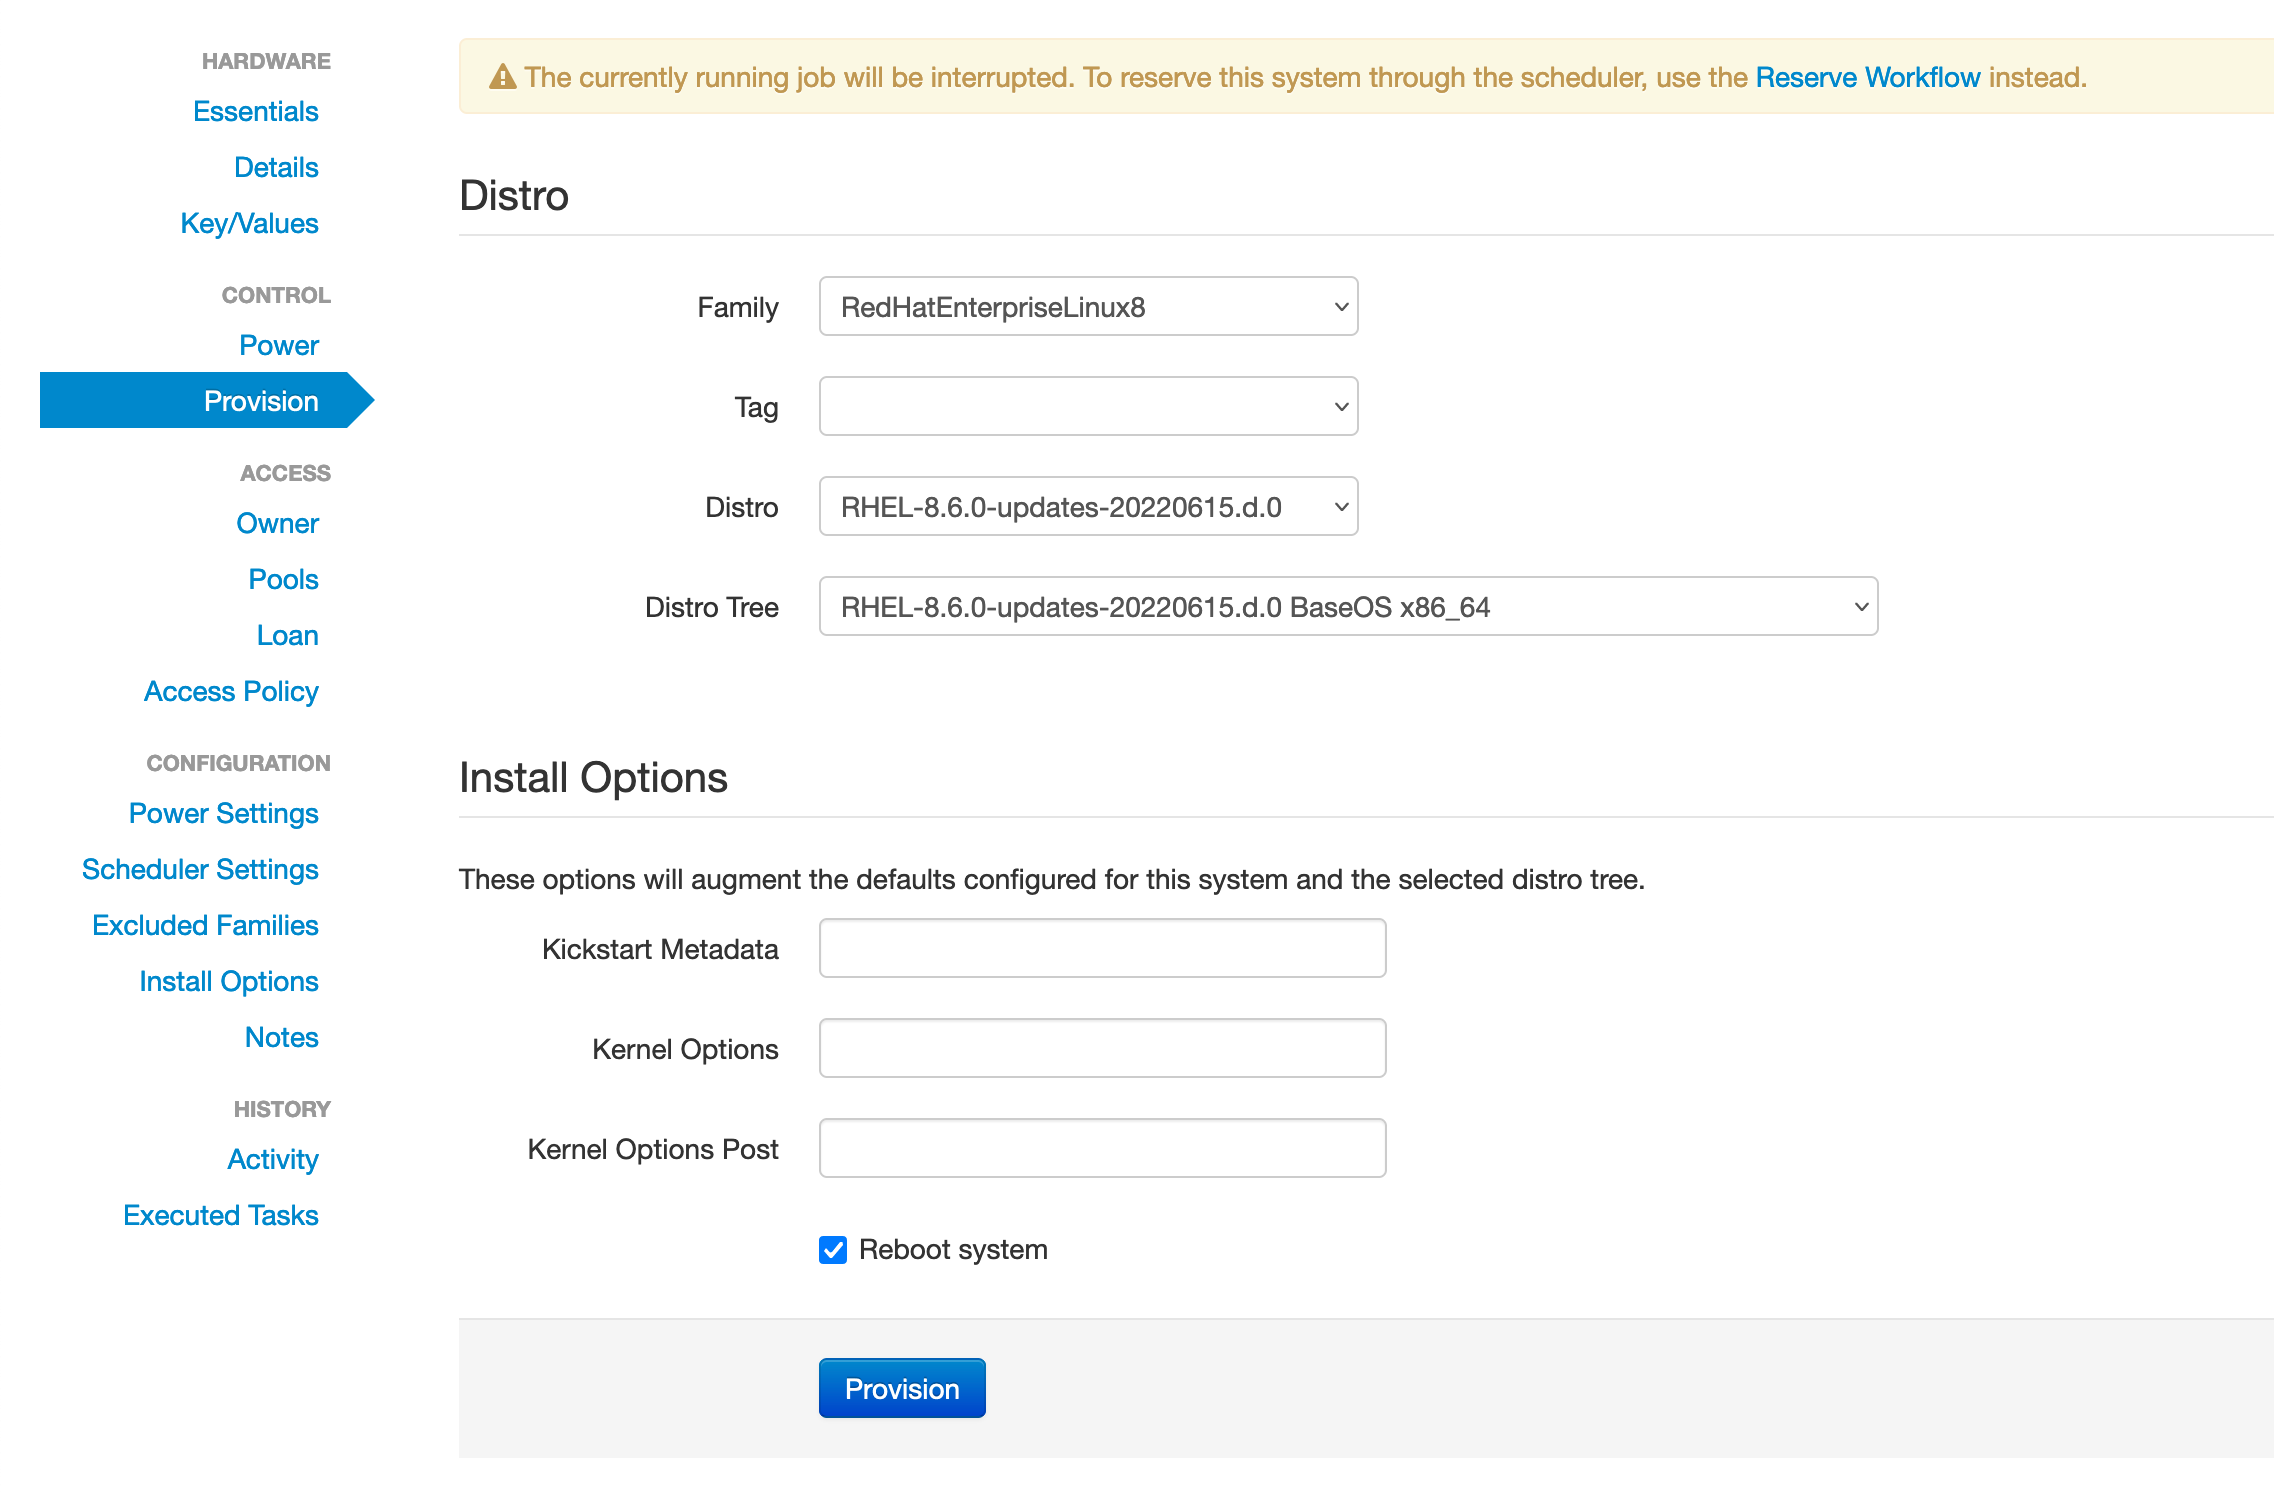 HARDWARE
Essentials
Details
Key/Values
CONTROL
Power
Provision
ACCESS
Owner
Pools
Loan
Access Policy
CONFIGURATION
Power Settings
Scheduler Settings
Excluded Families
Install Options
Notes
HISTORY
Activity
Executed Tasks
The currently running job will be interrupted. To reserve this system through the scheduler, use the Reserve Workflow instead.
Distro
Family RedHatEnterpriseLinux8
Tag
Distro RHEL-8.6.0-updates-20220615.d.0
Distro Tree RHEL-8.6.0-updates-20220615.d.0 BaseOS x86_64
Install Options
These options will augment the defaults configured for this system and the selected distro tree.
Kickstart Metadata
Kernel Options
Kernel Options Post
Reboot system
Provision